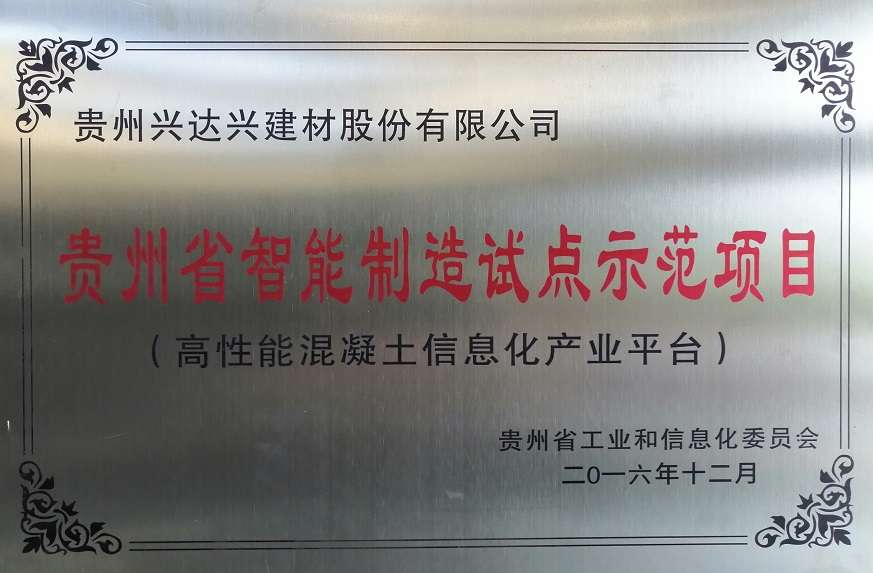 贵州兴达兴建材股份有限公司
贵州省智能制造试点示范项目
（高性能混凝土信息化产业平台）
贵州省工业和信息化委员会
二0一六年十二月